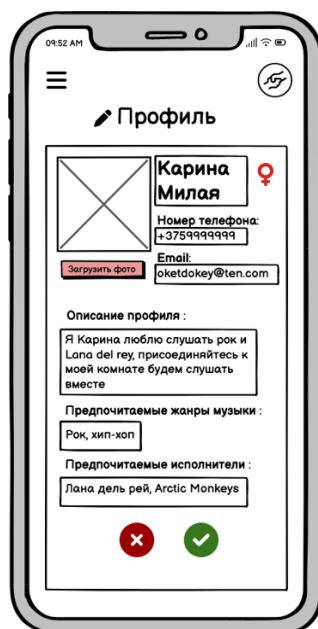 09:52 AM
Профиль
Карина
Милая
Номер телефона:
+3759999999
Загрузить фото
Email:
oketdokey@ten.com
Описание профиля :
Я Карина люблю слушать рок и
Lana del rey, присоединяйтесь к
моей комнате будем слушать
вместе
Предпочитаемые жанры музыки :
Рок, хип-хоп
Предпочитаемые исполнители :
Лана дель рей, Arctic Monkeys